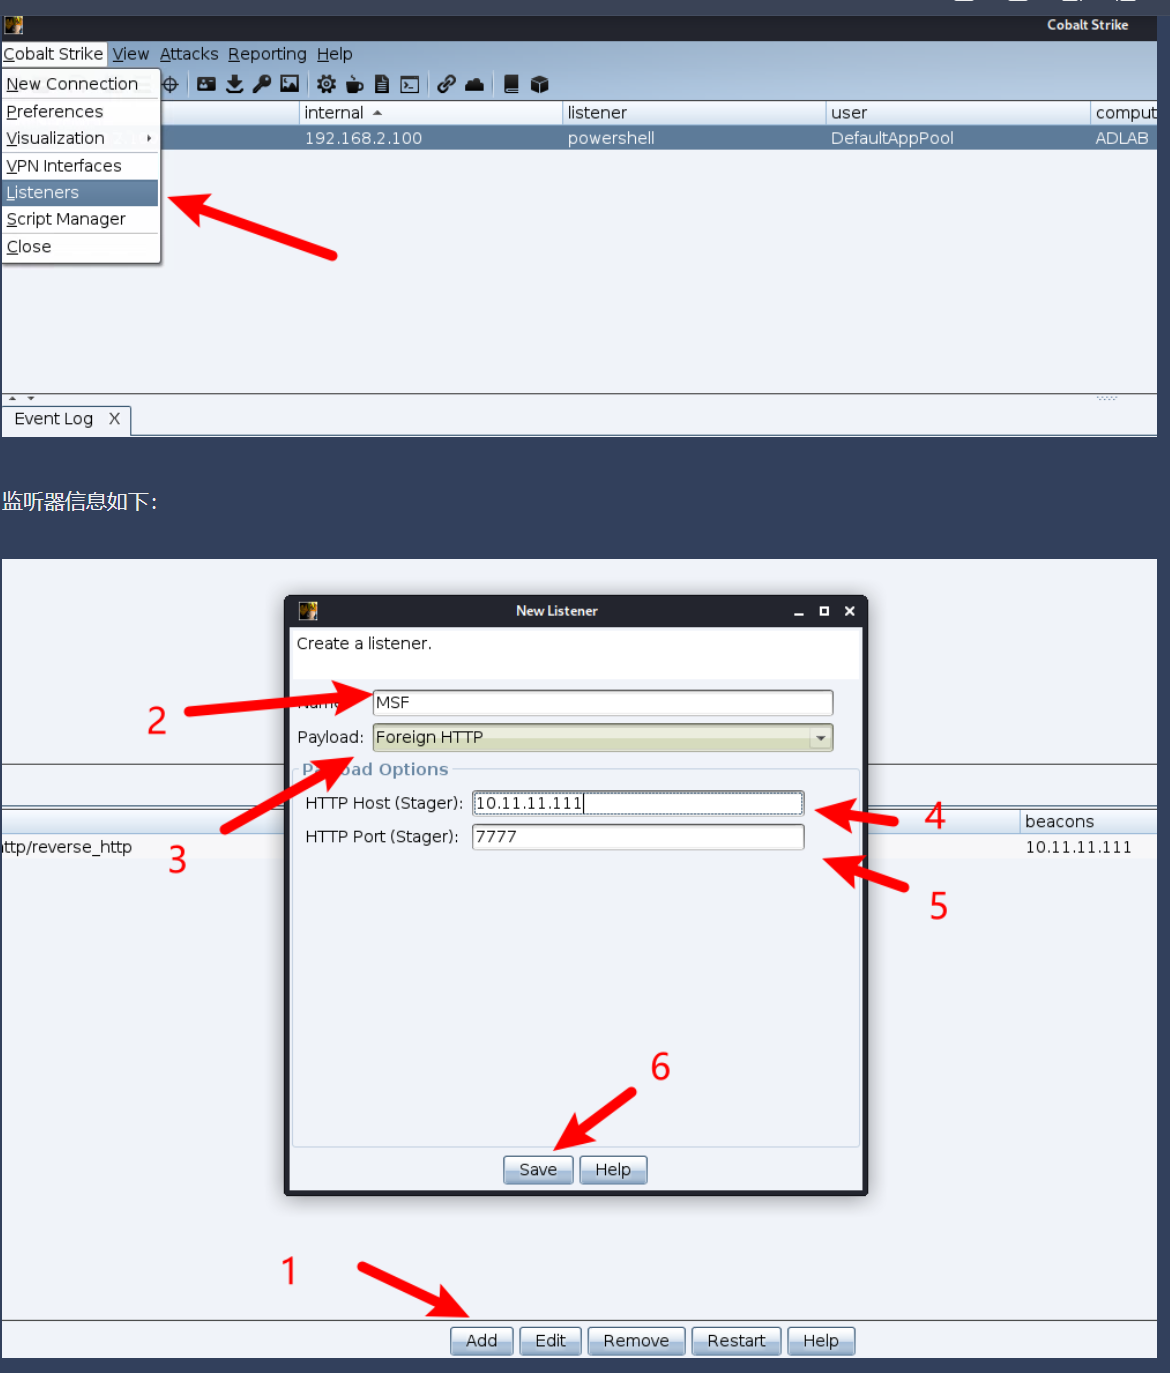 Cobalt Strike
Cobalt Strike View Attacks Reporting Help
New Connection
Preferences
Visualization
VPN Interfaces
Listeners
Script Manager
Close
internal listener user comput
192.168.2.100 powershell DefaultAppPool ADLAB
Event Log X
监听器信息如下:
New Listener
Create a listener.
2
MSF
Payload: Foreign HTTP
Payload Options
HTTP Host (Stager): 10.11.11.111
4
HTTP Port (Stager): 7777
3
5
beacons
ttp/reverse_http 10.11.11.111
6
Save Help
1
Add Edit Remove Restart Help